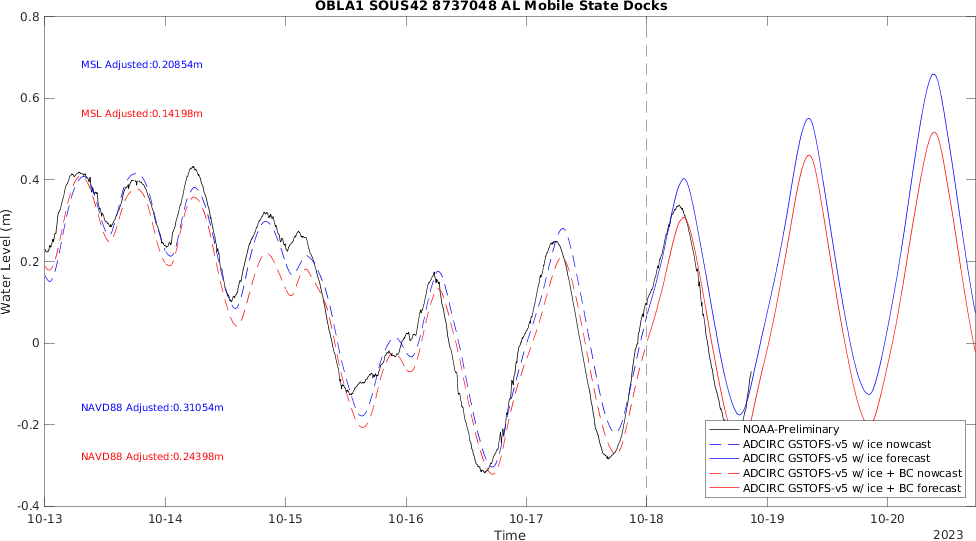 OBLA1 SOUS42 8737048 AL Mobile State Docks
0.8
0.6
0.4
0.2
0
-0.2
-0.4
Water Level (m)
MSL Adjusted:0.20854m
MSL Adjusted:0.14198m
NAVD88 Adjusted:0.31054m
NAVD88 Adjusted:0.24398m
NOAA-Preliminary
ADCIRC GSTOFS-v5 w/ ice nowcast
ADCIRC GSTOFS-v5 w/ ice forecast
ADCIRC GSTOFS-v5 w/ ice + BC nowcast
ADCIRC GSTOFS-v5 w/ ice + BC forecast
10-13 10-14 10-15 10-16 10-17 10-18 10-19 10-20
Time
2023